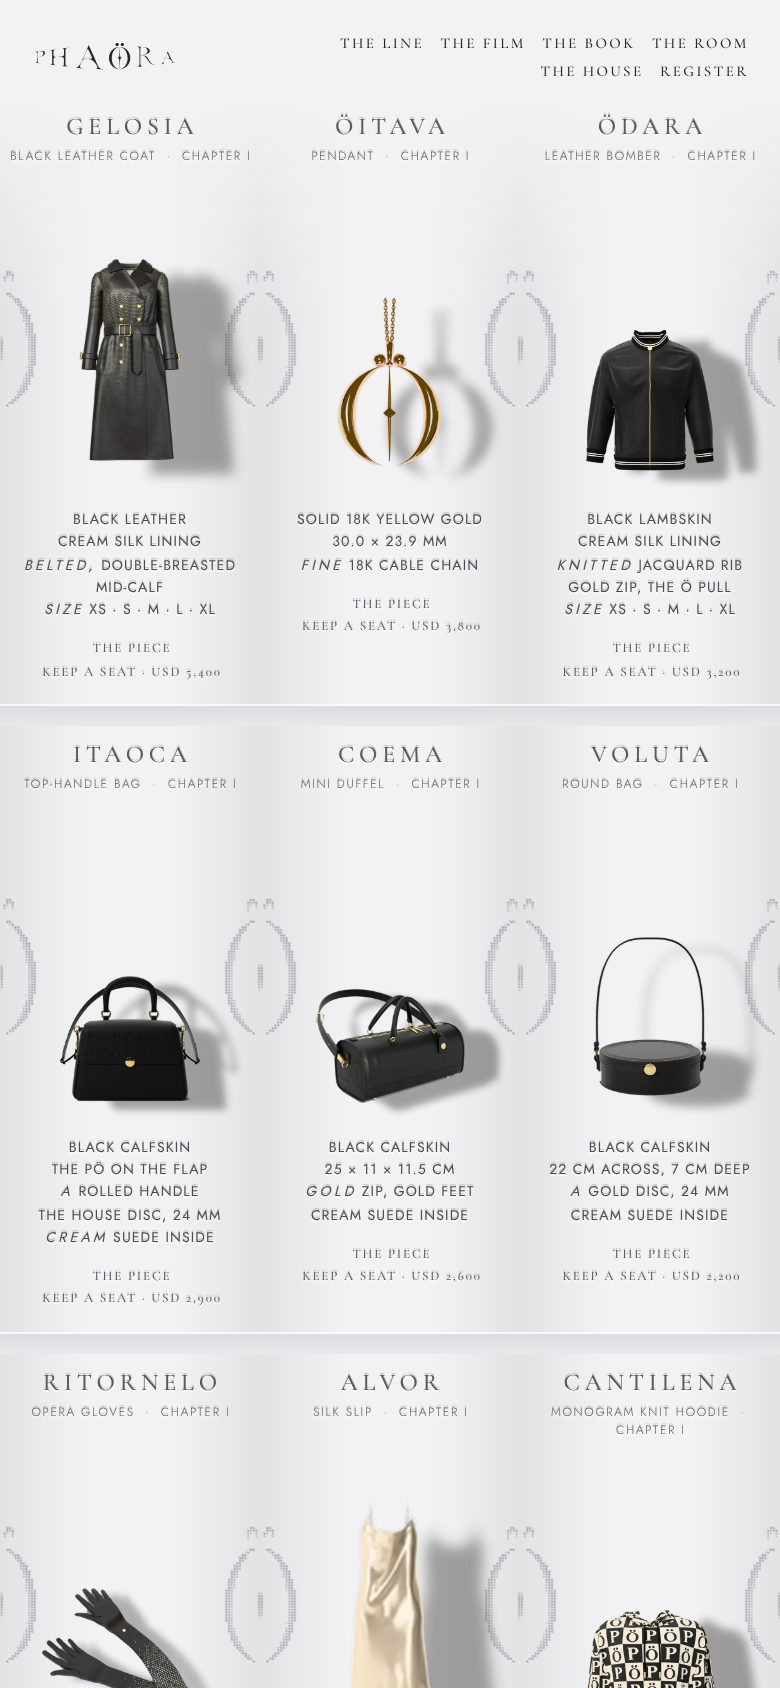 PHAÖRA
THE LINE THE FILM THE BOOK THE ROOM
THE HOUSE REGISTER
GELOSIA
BLACK LEATHER COAT · CHAPTER I
BLACK LEATHER
CREAM SILK LINING
BELTED, DOUBLE-BREASTED
MID-CALF
SIZE XS · S · M · L · XL
THE PIECE
KEEP A SEAT · USD 5,400
ÖITAVA
PENDANT · CHAPTER I
SOLID 18K YELLOW GOLD
30.0 × 23.9 MM
FINE 18K CABLE CHAIN
THE PIECE
KEEP A SEAT · USD 3,800
ÖDARA
LEATHER BOMBER · CHAPTER I
BLACK LAMBSKIN
CREAM SILK LINING
KNITTED JACQUARD RIB
GOLD ZIP, THE Ö PULL
SIZE XS · S · M · L · XL
THE PIECE
KEEP A SEAT · USD 3,200
ITAOCA
TOP-HANDLE BAG · CHAPTER I
BLACK CALFSKIN
THE PÖ ON THE FLAP
A ROLLED HANDLE
THE HOUSE DISC, 24 MM
CREAM SUEDE INSIDE
THE PIECE
KEEP A SEAT · USD 2,900
COEMA
MINI DUFFEL · CHAPTER I
BLACK CALFSKIN
25 × 11 × 11.5 CM
GOLD ZIP, GOLD FEET
CREAM SUEDE INSIDE
THE PIECE
KEEP A SEAT · USD 2,600
VOLUTA
ROUND BAG · CHAPTER I
BLACK CALFSKIN
22 CM ACROSS, 7 CM DEEP
A GOLD DISC, 24 MM
CREAM SUEDE INSIDE
THE PIECE
KEEP A SEAT · USD 2,200
RITORNELO
OPERA GLOVES · CHAPTER I
ALVOR
SILK SLIP · CHAPTER I
CANTILENA
MONOGRAM KNIT HOODIE ·
CHAPTER I